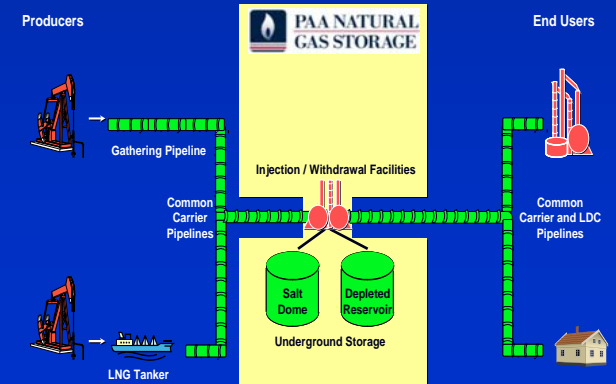 Producers
PAA NATURAL
GAS STORAGE
End Users
Gathering Pipeline
Injection / Withdrawal Facilities
Common
Carrier
Pipelines
Common
Carrier and LDC
Pipelines
Salt
Dome
Depleted
Reservoir
Underground Storage
LNG Tanker